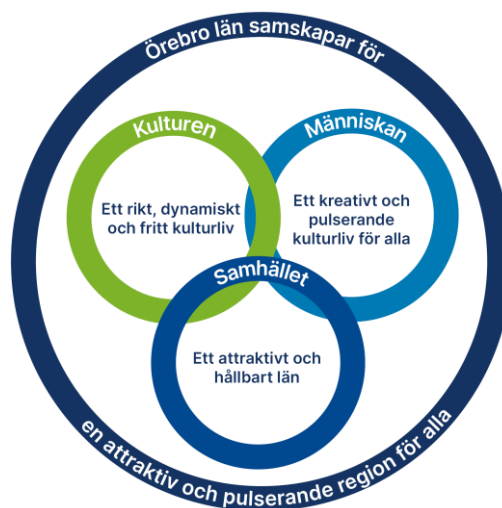 Örebro län samskapar för
Kulturen
Ett rikt, dynamiskt
och fritt kulturliv
Människan
Ett kreativt och
pulserande
kulturliv för alla
Samhället
Ett attraktivt och
hållbart län
en attraktiv och pulserande region för alla